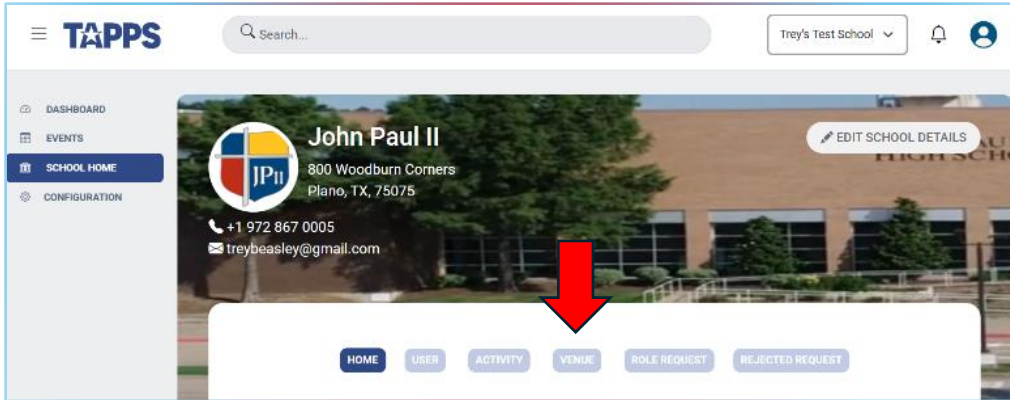 TAPPS
Search...
Trey's Test School
DASHBOARD
EVENTS
SCHOOL HOME
CONFIGURATION
JPII
John Paul II
800 Woodburn Corners
Plano, TX, 75075
+1 972 867 0005
treybeasley@gmail.com
EDIT SCHOOL DETAILS
HIGH SCHO
HOME USER ACTIVITY VENUE ROLE REQUEST REJECTED REQUEST